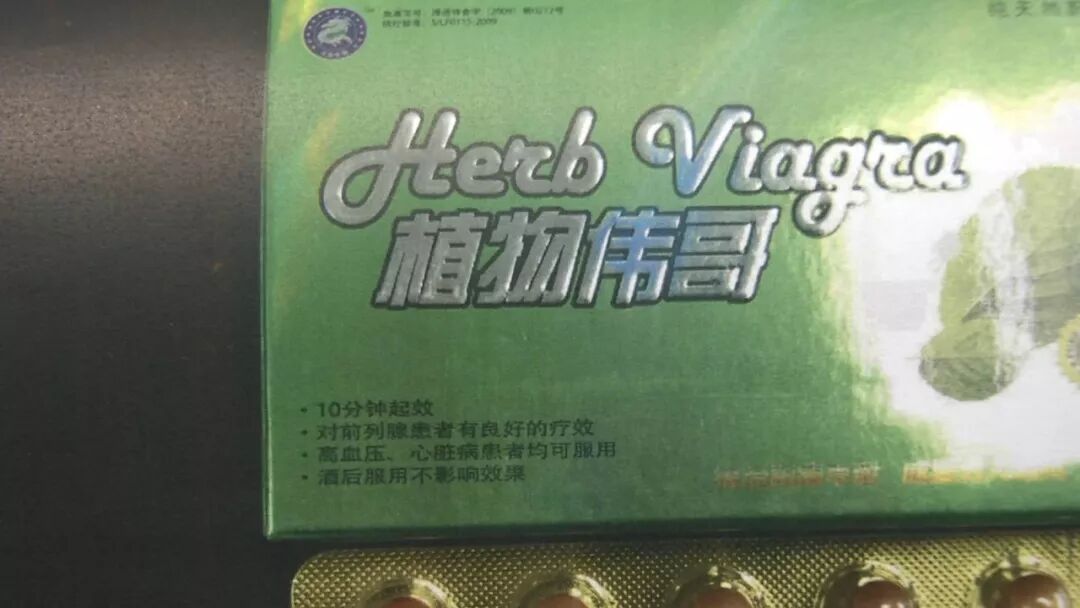 Herb Viagra
植物伟哥
· 10分钟起效
· 对前列腺患者有良好的疗效
· 高血压、心脏病患者均可服用
· 酒后服用不影响效果